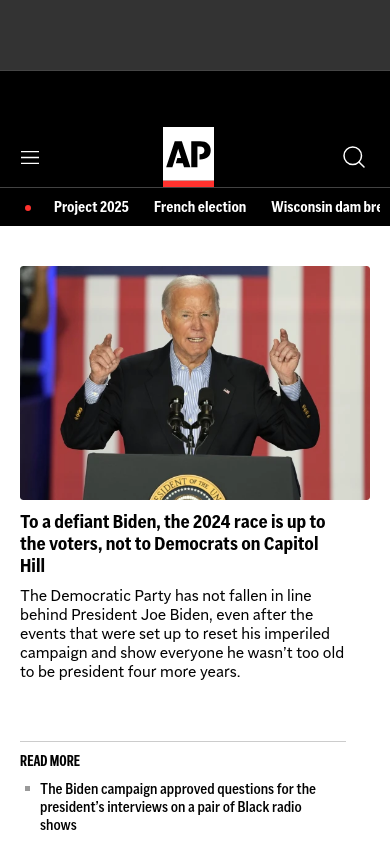 AP
Project 2025 French election Wisconsin dam bre
PRESIDENT OF
To a defiant Biden, the 2024 race is up to
the voters, not to Democrats on Capitol
Hill
The Democratic Party has not fallen in line
behind President Joe Biden, even after the
events that were set up to reset his imperiled
campaign and show everyone he wasn’t too old
to be president four more years.
READ MORE
The Biden campaign approved questions for the
president’s interviews on a pair of Black radio
shows